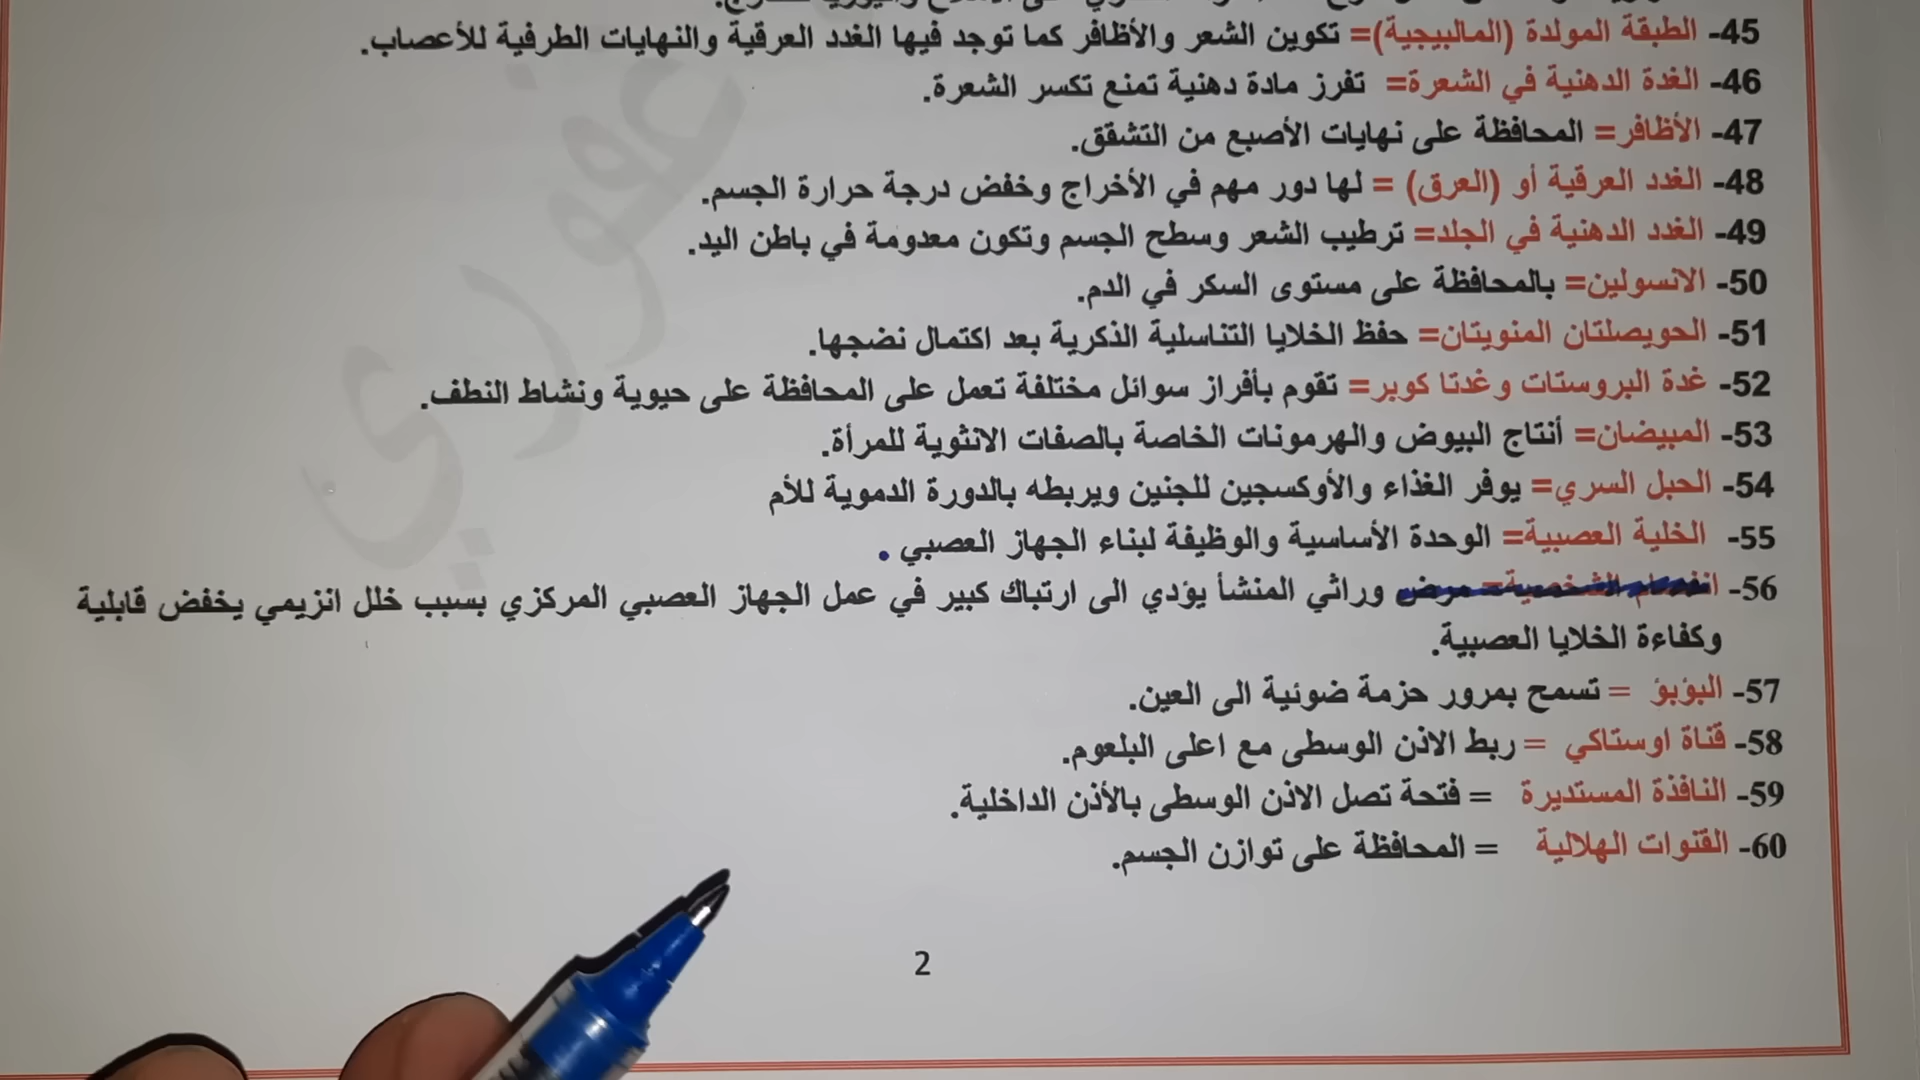 45- الطبقة المولدة (المالبيجية)= تكوين الشعر والأظافر كما توجد فيها الغدد العرقية والنهايات الطرفية للأعصاب.
46- الغدة الدهنية في الشعرة= تفرز مادة دهنية تمنع تكسر الشعرة.
47- الأظافر= المحافظة على نهايات الأصبع من التشقق.
48- الغدد العرقية أو (العرق) = لها دور مهم في الأخراج وخفض درجة حرارة الجسم.
49- الغدد الدهنية في الجلد= ترطيب الشعر وسطح الجسم وتكون معدومة في باطن اليد.
50- الانسولين= بالمحافظة على مستوى السكر في الدم.
51- الحويصلتان المنويتان= حفظ الخلايا التناسلية الذكرية بعد اكتمال نضجها.
52- غدة البروستات وغدتا كوبر= تقوم بأفراز سوائل مختلفة تعمل على المحافظة على حيوية ونشاط النطف.
53- المبيضان= أنتاج البيوض والهرمونات الخاصة بالصفات الانثوية للمرأة.
54- الحبل السري= يوفر الغذاء والأوكسجين للجنين ويربطه بالدورة الدموية للأم
55- الخلية العصبية= الوحدة الأساسية والوظيفة لبناء الجهاز العصبي.
56- انفصام الشخصية= مرض وراثي المنشأ يؤدي الى ارتباك كبير في عمل الجهاز العصبي المركزي بسبب خلل انزيمي يخفض قابلية
وكفاءة الخلايا العصبية.
57- البؤبؤ = تسمح بمرور حزمة ضوئية الى العين.
58- قناة اوستاكي = ربط الاذن الوسطى مع اعلى البلعوم.
59- النافذة المستديرة = فتحة تصل الاذن الوسطى بالأذن الداخلية.
60- القنوات الهلالية = المحافظة على توازن الجسم.
2